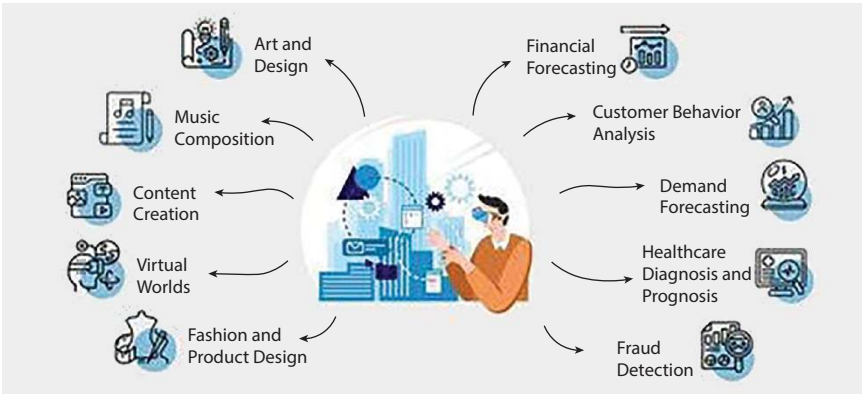 Art and
Design
Music
Composition
Content
Creation
Virtual
Worlds
Fashion and
Product Design
Financial
Forecasting
Customer Behavior
Analysis
Demand
Forecasting
Healthcare
Diagnosis and
Prognosis
Fraud
Detection